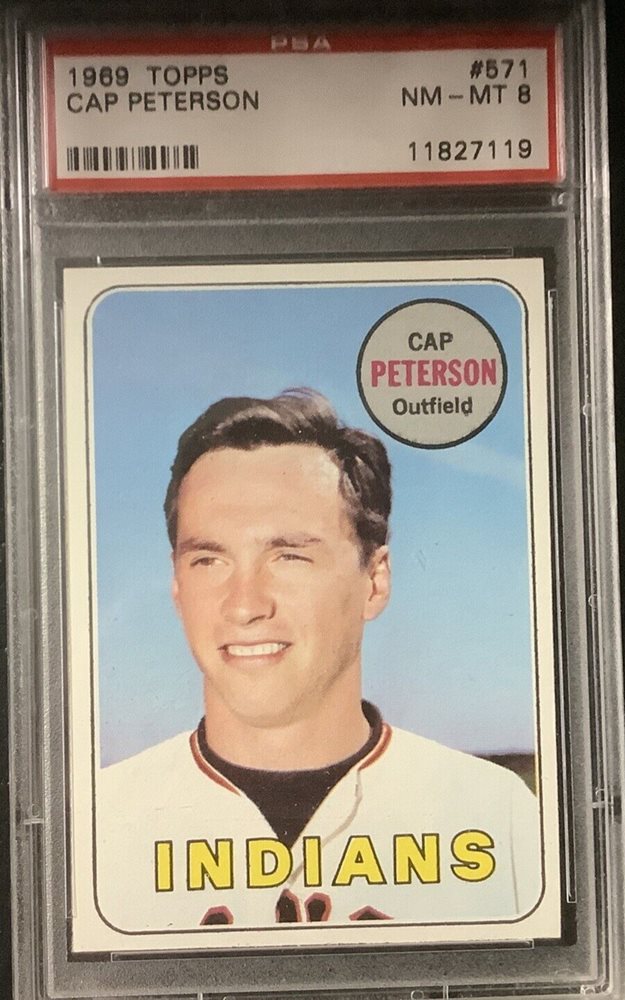 PSA
1969 TOPPS #571
CAP PETERSON NM-MT 8
11827119
CAP
PETERSON
Outfield
INDIANS